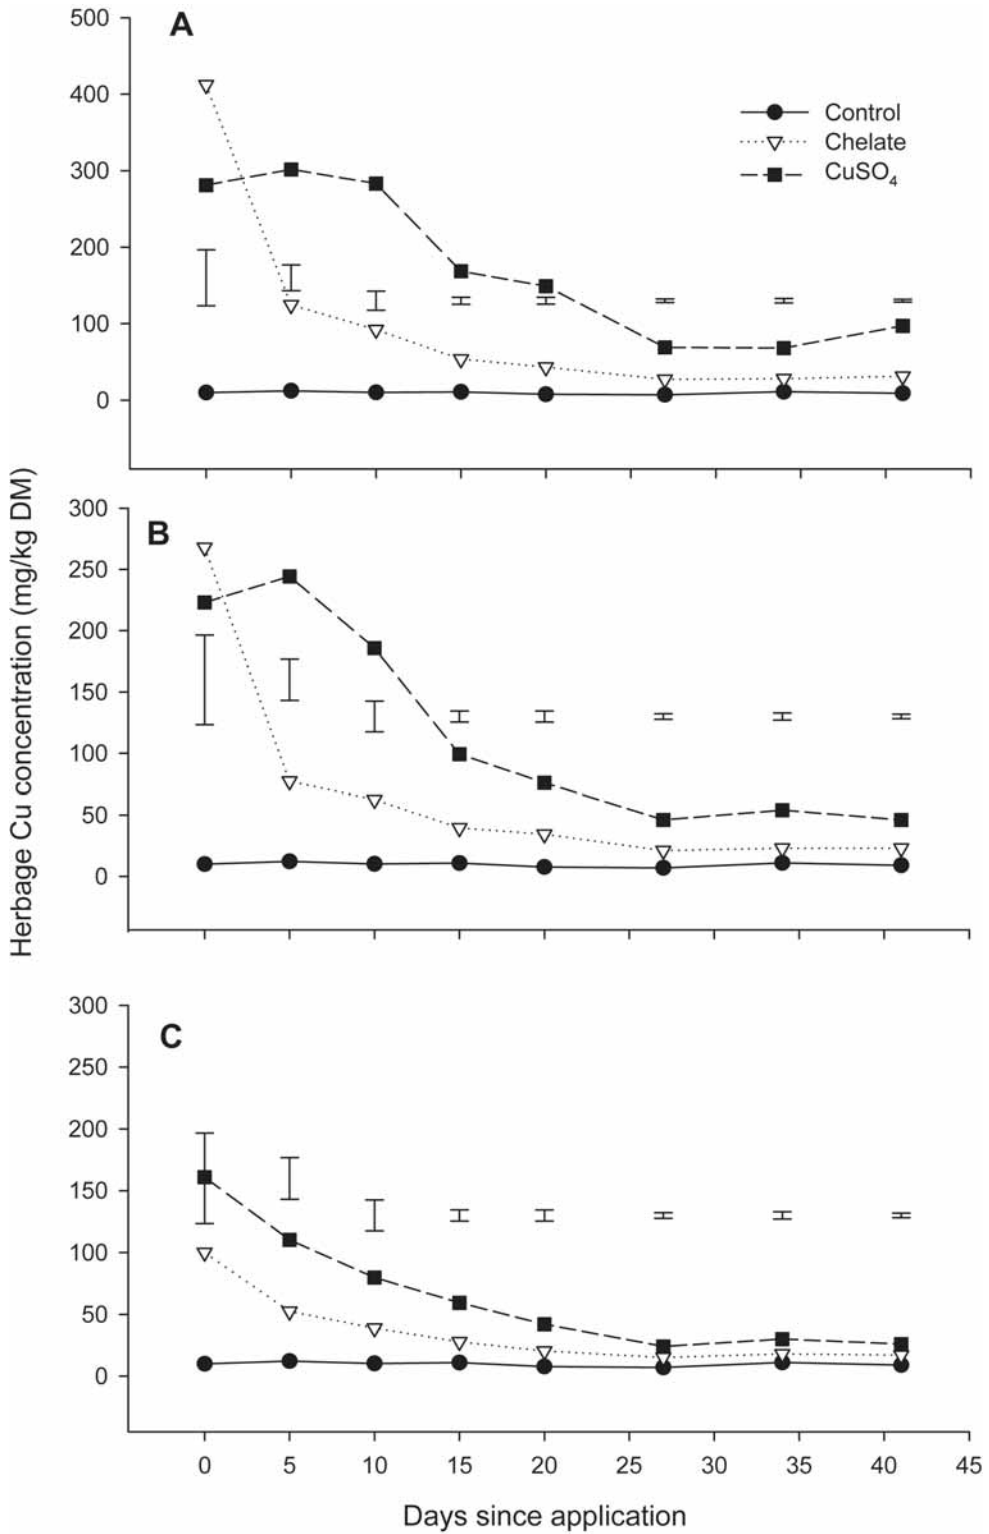 A
500
400
300
200
100
0
Control
Chelate
CuSO4
B
300
250
200
150
100
50
0
Herbage Cu concentration (mg/kg DM)
C
300
250
200
150
100
50
0
0 5 10 15 20 25 30 35 40 45
Days since application